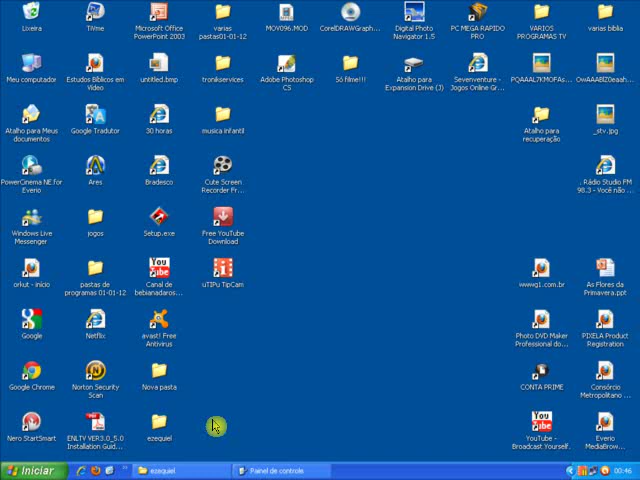 Lixeira
TVme
Microsoft Office
PowerPoint 2003
varias
pastas01-01-12
MOV096.MOD
CorelDRAWGraph...
Digital Photo
Navigator 1.5
PC MEGA RAPIDO
PRO
VARIOS
PROGRAMAS TV
varias biblia
Meu computador
Estudos Bíblicos em
Vídeo
untitled.bmp
tronikservices
Adobe Photoshop
CS
Só filme!!!
Atalho para
Expansion Drive (J)
Sevenventure -
Jogos Online Gr...
PQAAAL7KMOFAs...
OwAAABlZ0eaah...
Atalho para Meus
documentos
Google Tradutor
30 horas
musica infantil
Atalho para
recuperação
_stv.jpg
PowerCinema NE for
Everio
Ares
Bradesco
Cute Screen
Recorder Fr...
. Rádio Studio FM
98.3 - Você não ...
Windows Live
Messenger
jogos
Setup.exe
Free YouTube
Download
orkut - início
pastas de
programas 01-01-12
You
Tube
Canal de
bebianadaros...
uTIPu TipCam
wwwg1.com.br
As Flores da
Primavera.ppt
Google
Netflix
avast! Free
Antivirus
Photo DVD Maker
Professional do...
PIXELA Product
Registration
Google Chrome
Norton Security
Scan
Nova pasta
CONTA PRIME
Consórcio
Metropolitano ...
Nero StartSmart
ENLTV VER3.0_5.0
Installation Guid...
ezequiel
You
Tube
YouTube -
Broadcast Yourself.
Everio
MediaBrow...
Iniciar
ezequiel
Painel de controle
00:46